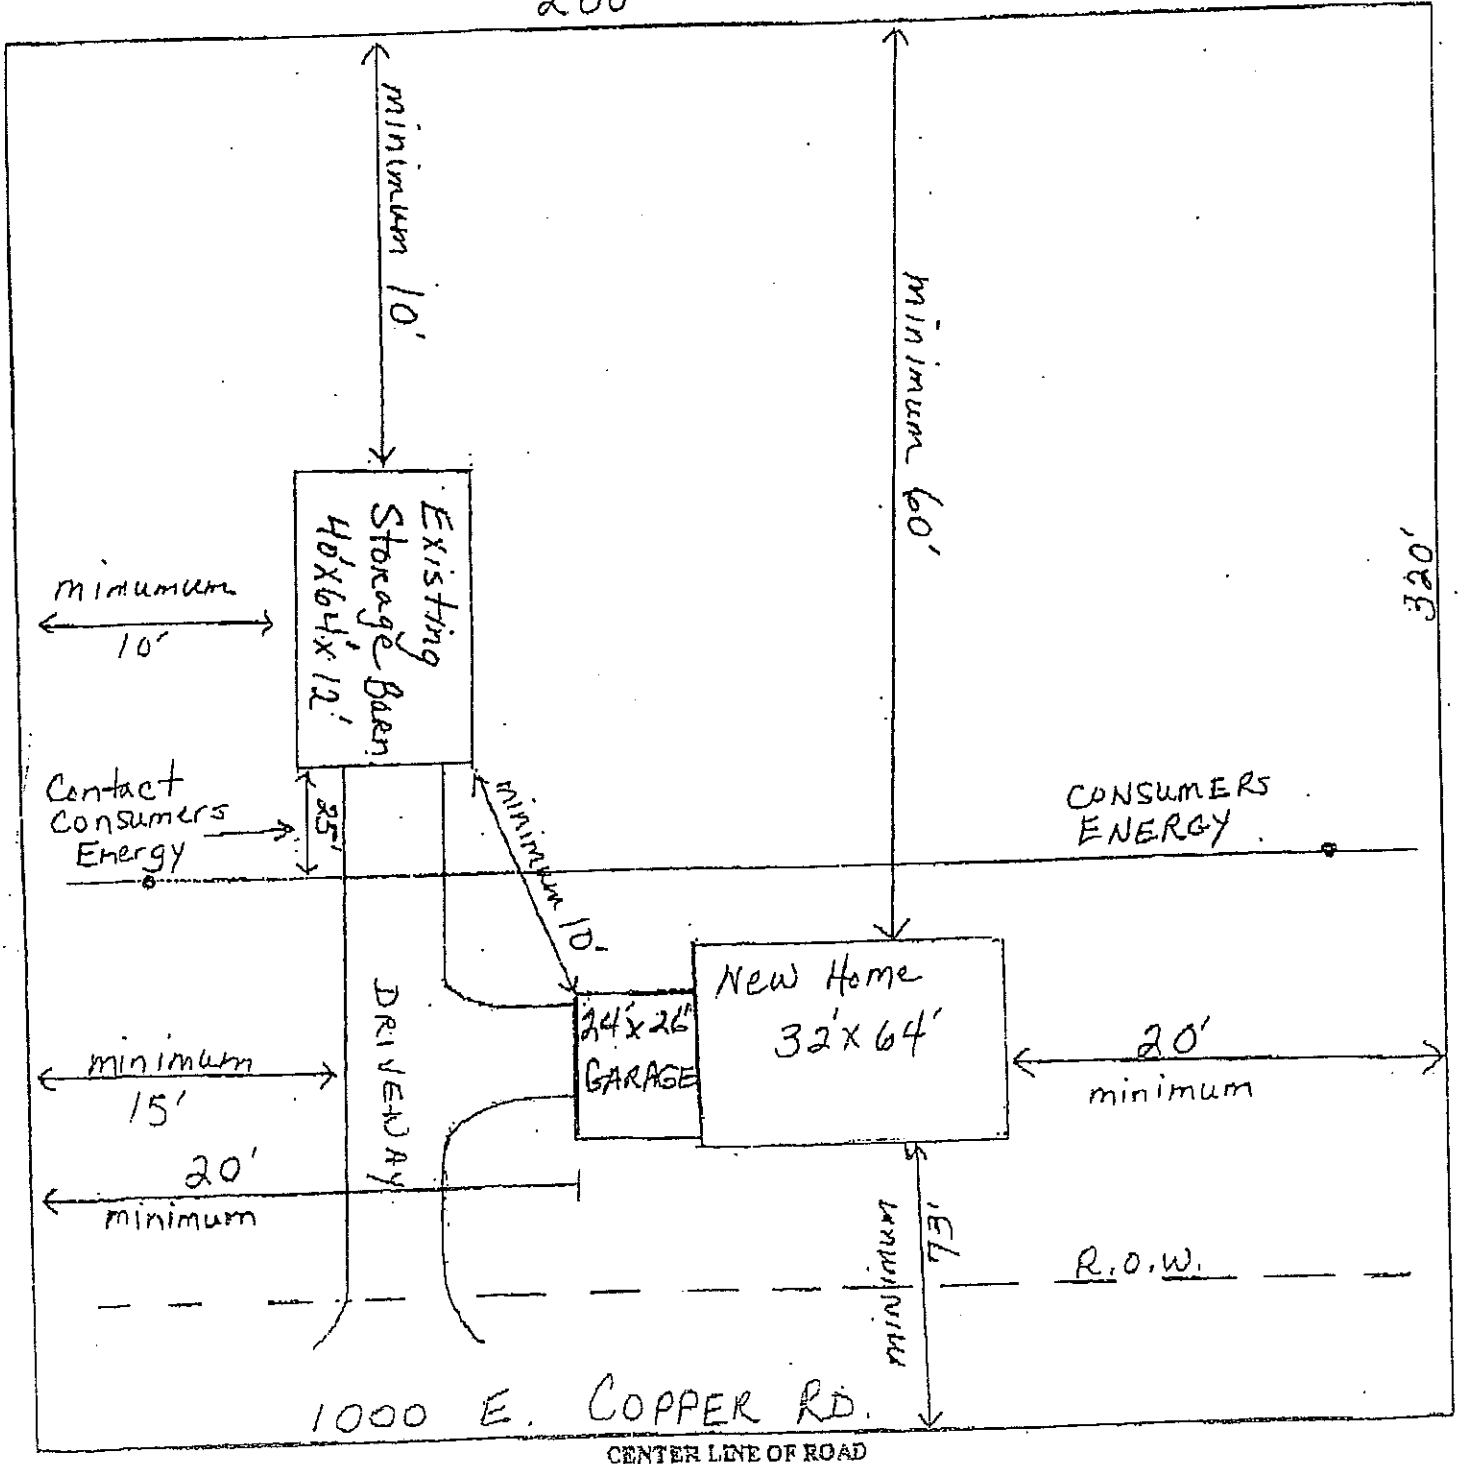 200
minimum 10'
minimum 60'
320'
Existing
Storage Barn
40'x64'x12'
minumum
10'
Contact
Consumers
Energy
25'
minimum 10'
CONSUMERS
ENERGY
New Home
32'x64'
24'x26'
GARAGE
DRIVEWAY
minimum
15'
20'
minimum
20'
minimum
minimum
75'
R.O.W.
1000 E. COPPER RD.
CENTER LINE OF ROAD